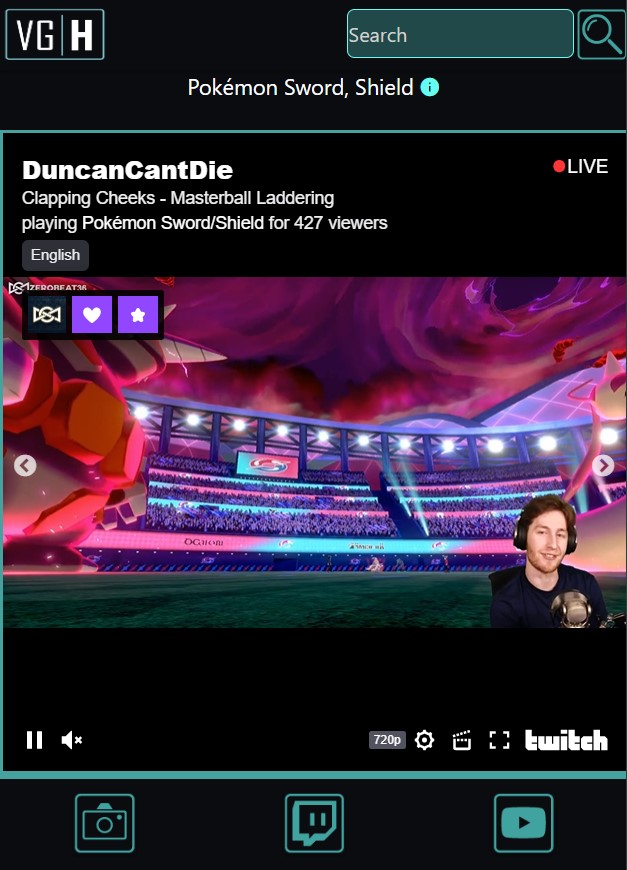 VG|H
Search
Pokémon Sword, Shield
DuncanCantDie
LIVE
Clapping Cheeks - Masterball Laddering
playing Pokémon Sword/Shield for 427 viewers
English
ZEROBEAT36
720p
twitch